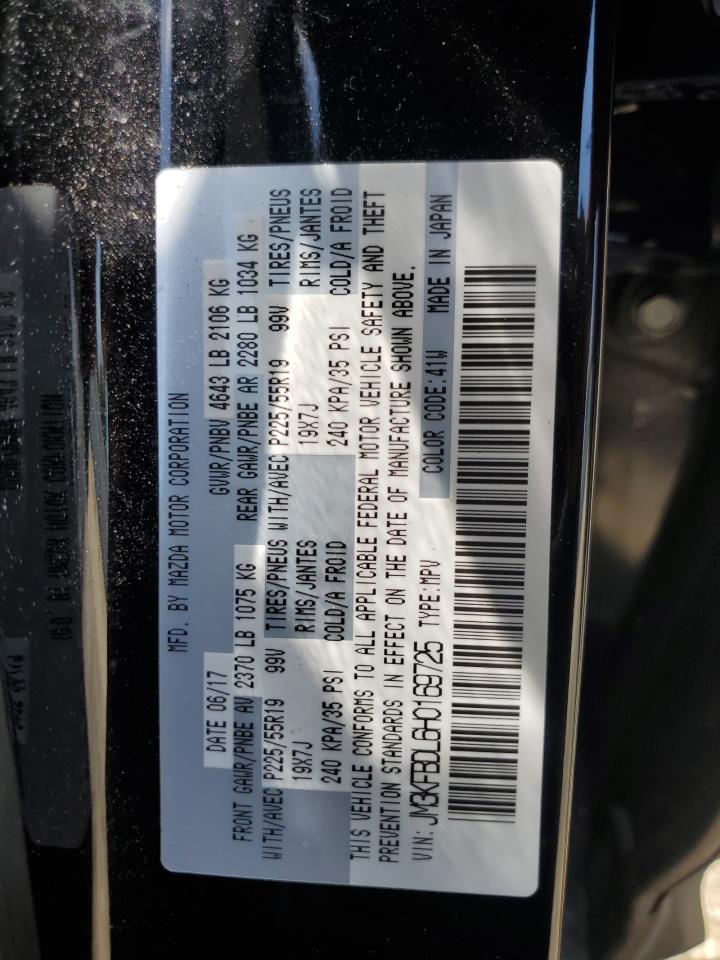 MFD. BY MAZDA MOTOR CORPORATION
DATE 06/17 GVWR/PNBV 4643 LB 2106 KG
FRONT GAWR/PNBE AV 2370 LB 1075 KG REAR GAWR/PNBE AR 2280 LB 1034 KG
WITH/AVEC P225/55R19 99V TIRES/PNEUS WITH/AVEC P225/55R19 99V TIRES/PNEUS
19X7J RIMS/JANTES 19X7J RIMS/JANTES
240 KPA/35 PSI COLD/A FROID 240 KPA/35 PSI COLD/A FROID
THIS VEHICLE CONFORMS TO ALL APPLICABLE FEDERAL MOTOR VEHICLE SAFETY AND THEFT
PREVENTION STANDARDS IN EFFECT ON THE DATE OF MANUFACTURE SHOWN ABOVE.
VIN: JM3KFBDL6H0169725 TYPE:MPV COLOR CODE:41W MADE IN JAPAN